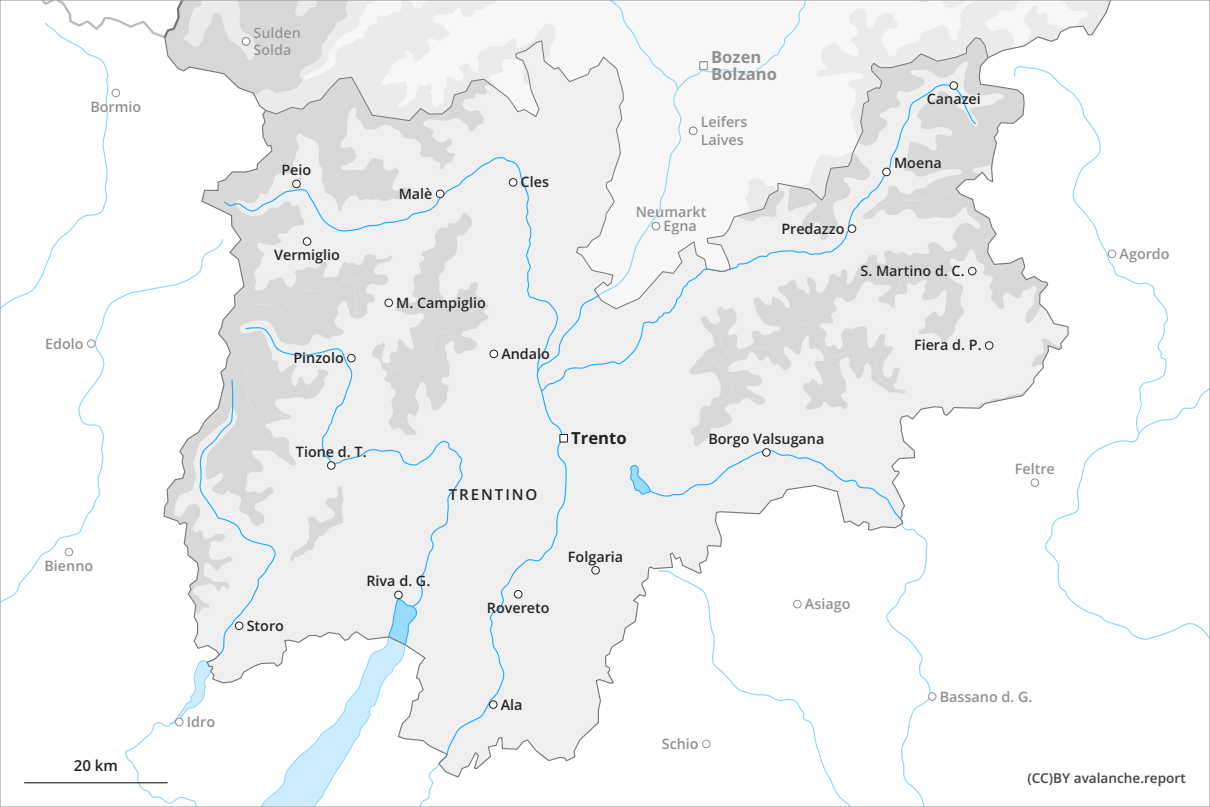 Sulden
Solda
Bozen
Bolzano
Bormio
Canazei
Leifers
Laives
Moena
Peio
Malè
Cles
Neumarkt
Egna
Predazzo
Vermiglio
Agordo
S. Martino d. C.
M. Campiglio
Edolo
Fiera d. P.
Pinzolo
Andalo
Trento
Borgo Valsugana
Tione d. T.
Feltre
TRENTINO
Folgaria
Bienno
Riva d. G.
Rovereto
Asiago
Storo
Bassano d. G.
Ala
Idro
Schio
20 km
(CC)BY avalanche.report